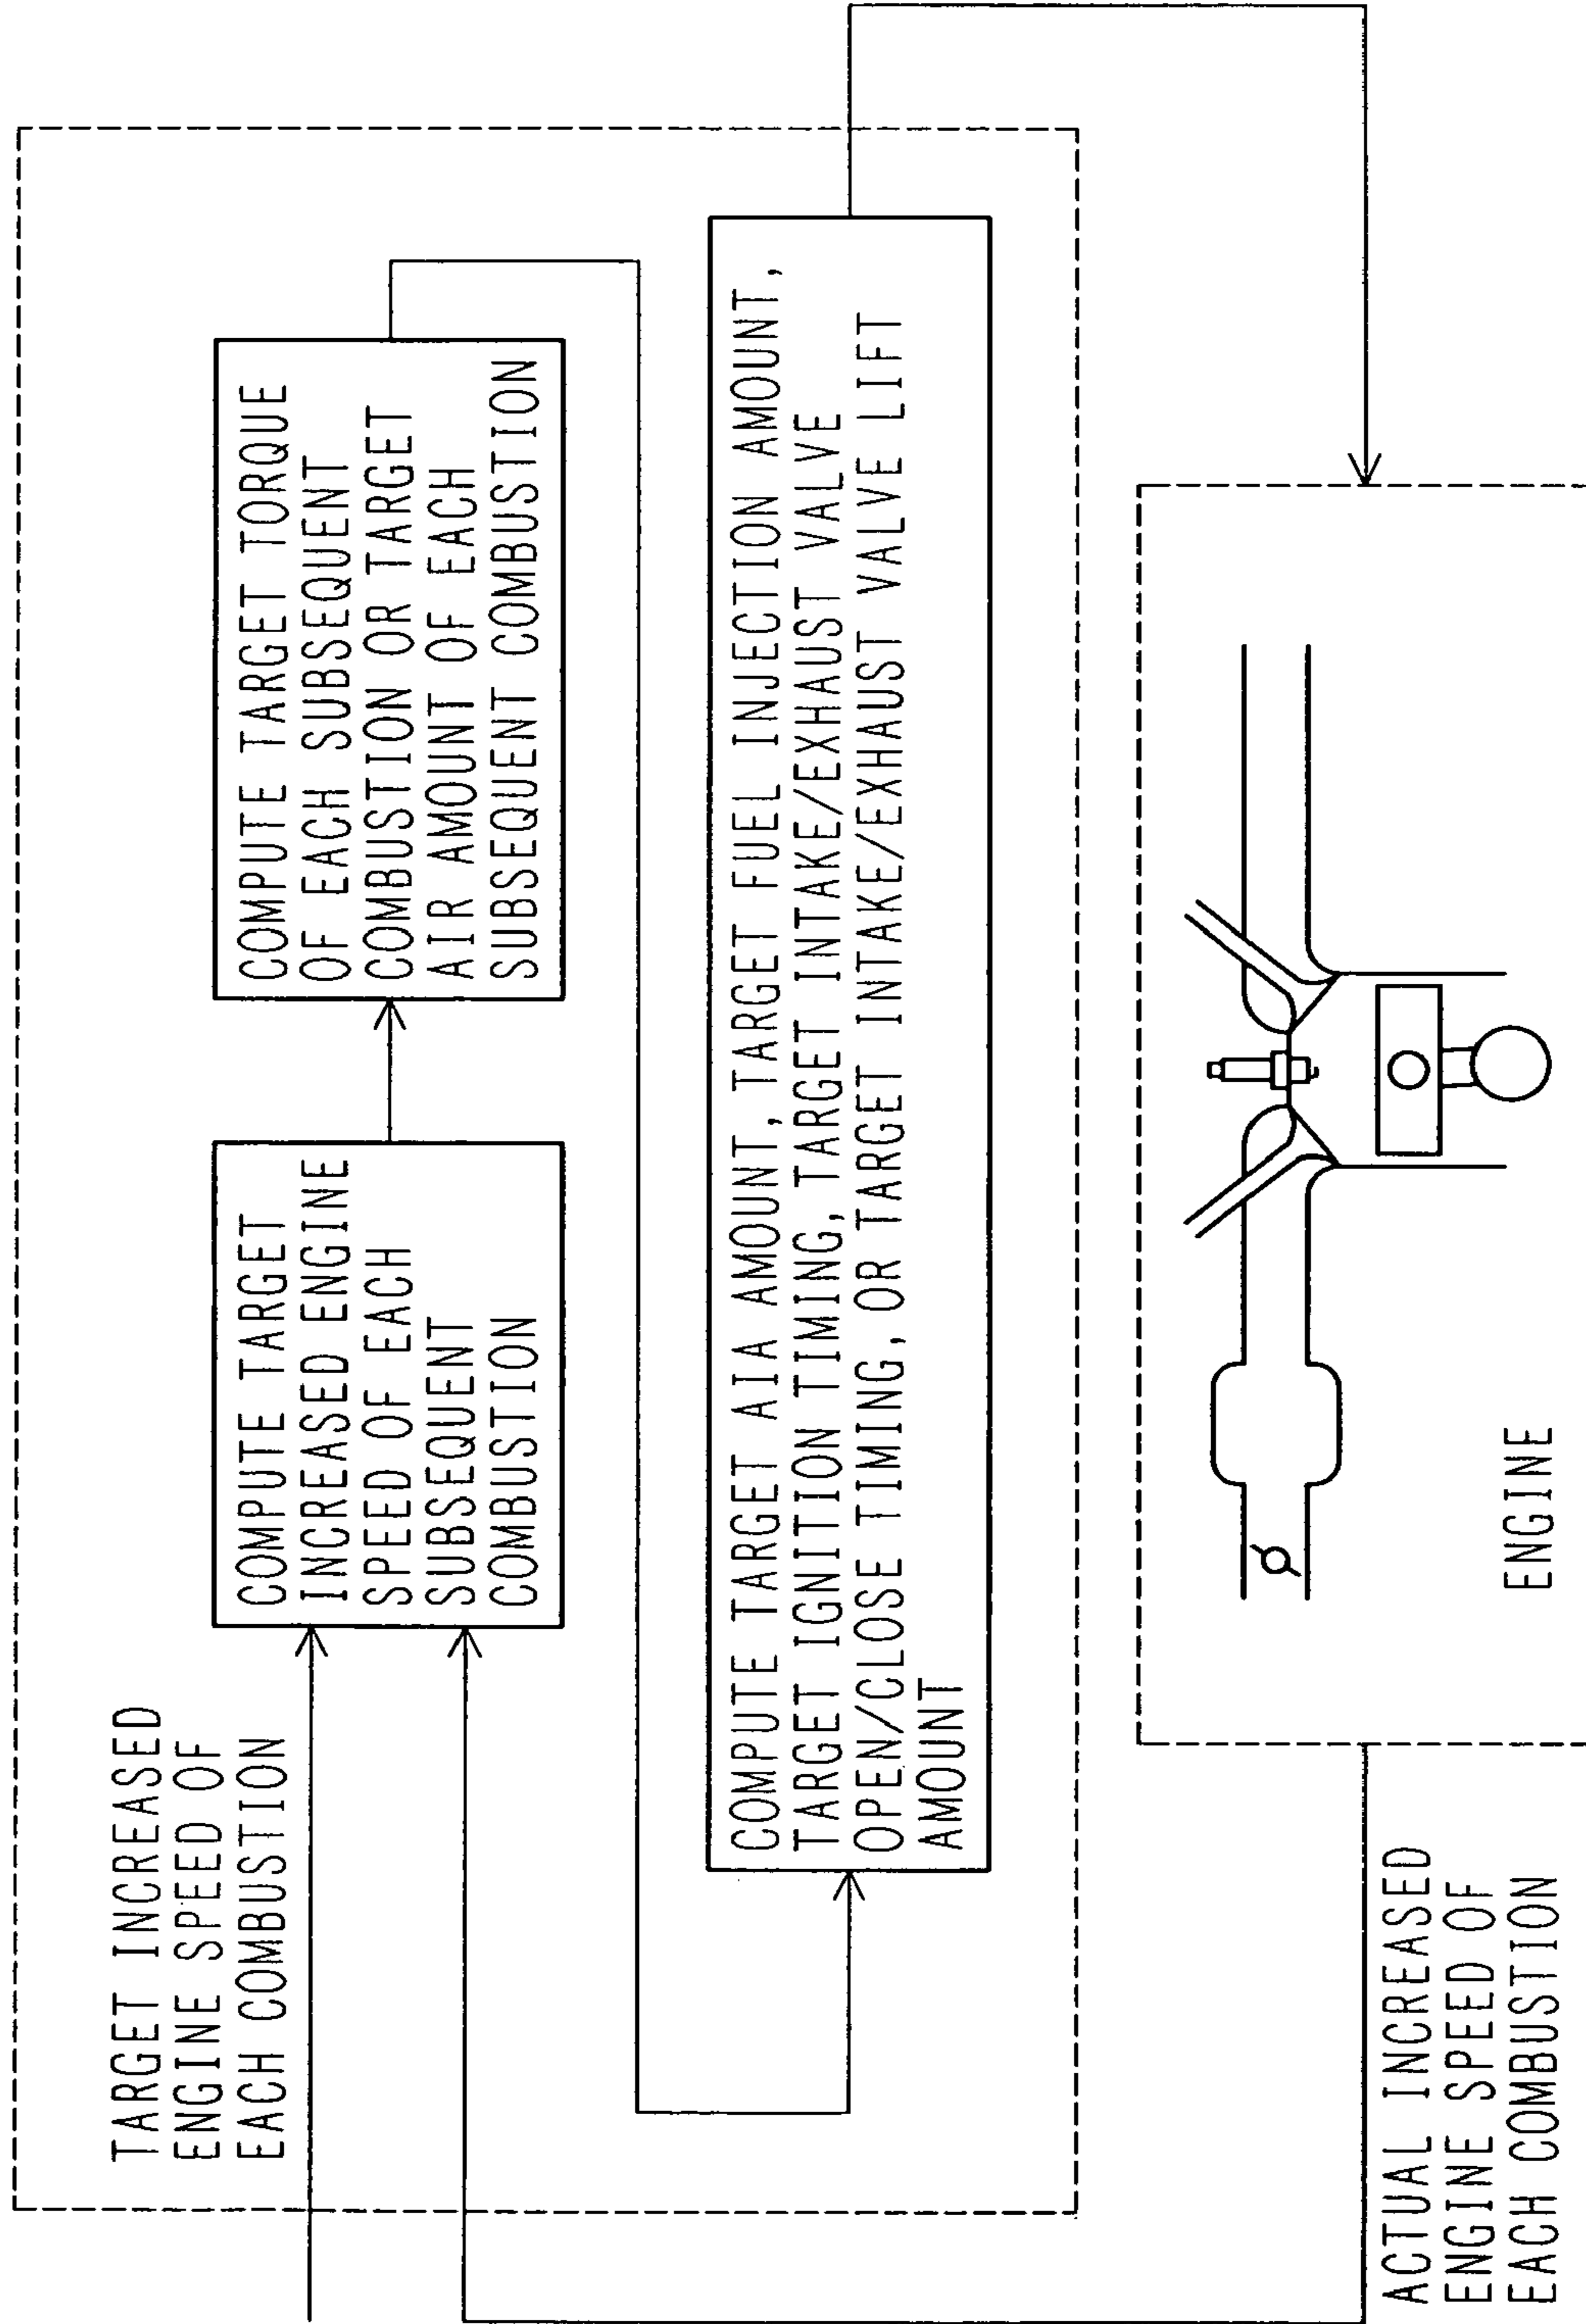 TARGET INCREASED
ENGINE SPEED OF
EACH COMBUSTION
COMPUTE TARGET
INCREASED ENGINE
SPEED OF EACH
SUBSEQUENT
COMBUSTION
COMPUTE TARGET TORQUE
OF EACH SUBSEQUENT
COMBUSTION OR TARGET
AIR AMOUNT OF EACH
SUBSEQUENT COMBUSTION
COMPUTE TARGET AIA AMOUNT, TARGET FUEL INJECTION AMOUNT,
TARGET IGNITION TIMING, TARGET INTAKE/EXHAUST VALVE
OPEN/CLOSE TIMING, OR TARGET INTAKE/EXHAUST VALVE LIFT
AMOUNT
ACTUAL INCREASED
ENGINE SPEED OF
EACH COMBUSTION
ENGINE